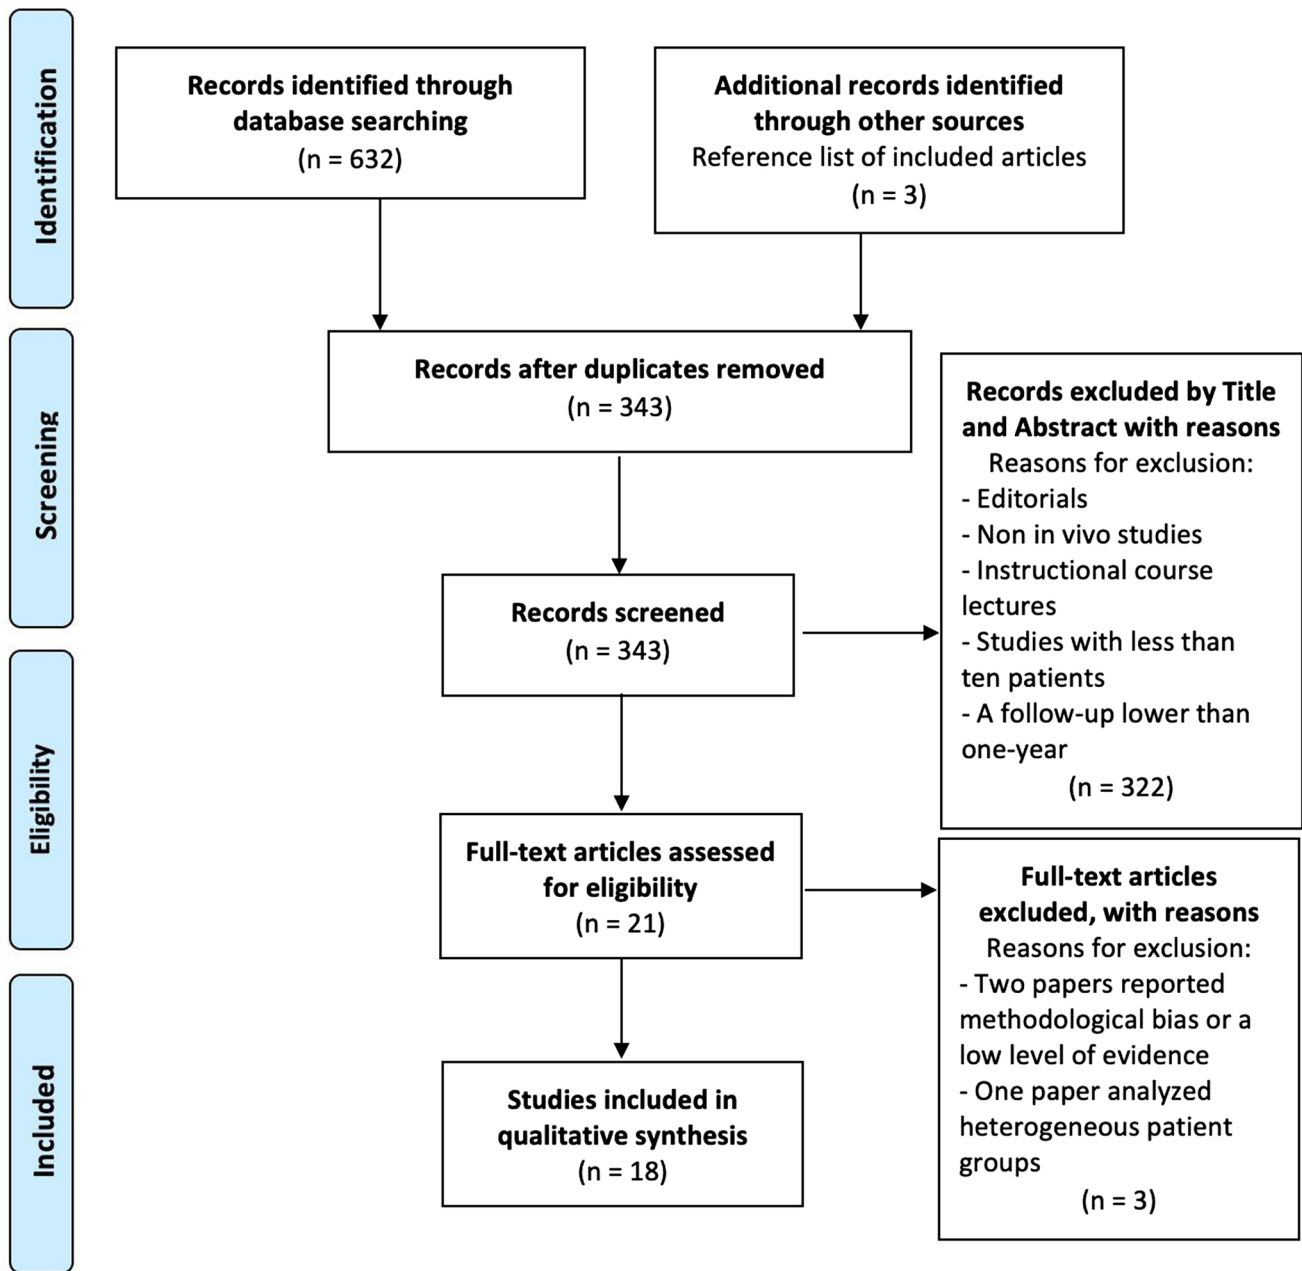 Identification
Records identified through
database searching
(n = 632)
Additional records identified
through other sources
Reference list of included articles
(n = 3)
Screening
Records after duplicates removed
(n = 343)
Records screened
(n = 343)
Records excluded by Title
and Abstract with reasons
Reasons for exclusion:
- Editorials
- Non in vivo studies
- Instructional course
lectures
- Studies with less than
ten patients
- A follow-up lower than
one-year
(n = 322)
Eligibility
Full-text articles assessed
for eligibility
(n = 21)
Full-text articles
excluded, with reasons
Reasons for exclusion:
- Two papers reported
methodological bias or a
low level of evidence
- One paper analyzed
heterogeneous patient
groups
(n = 3)
Included
Studies included in
qualitative synthesis
(n = 18)